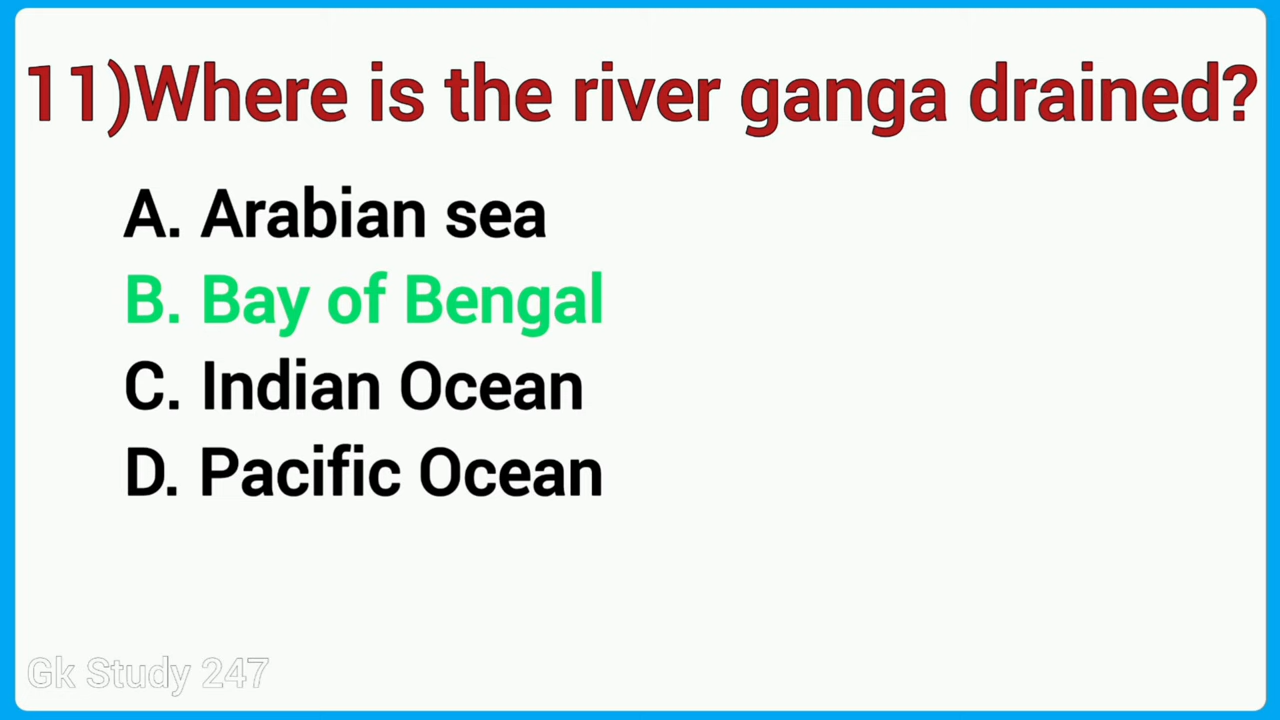 11)Where is the river ganga drained?
A. Arabian sea
B. Bay of Bengal
C. Indian Ocean
D. Pacific Ocean
Gk Study 247